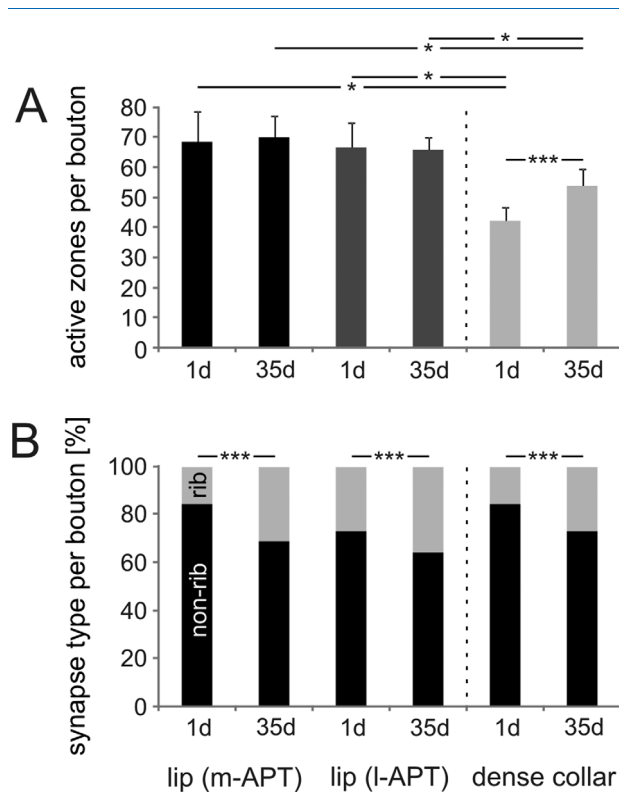 *
*
*
*
A
active zones per bouton
80
70
60
50
40
30
20
10
0
***
1d 35d 1d 35d 1d 35d
B
synapse type per bouton [%]
100
80
60
40
20
0
*** *** ***
rib
non-rib
1d 35d 1d 35d 1d 35d
lip (m-APT) lip (l-APT) dense collar